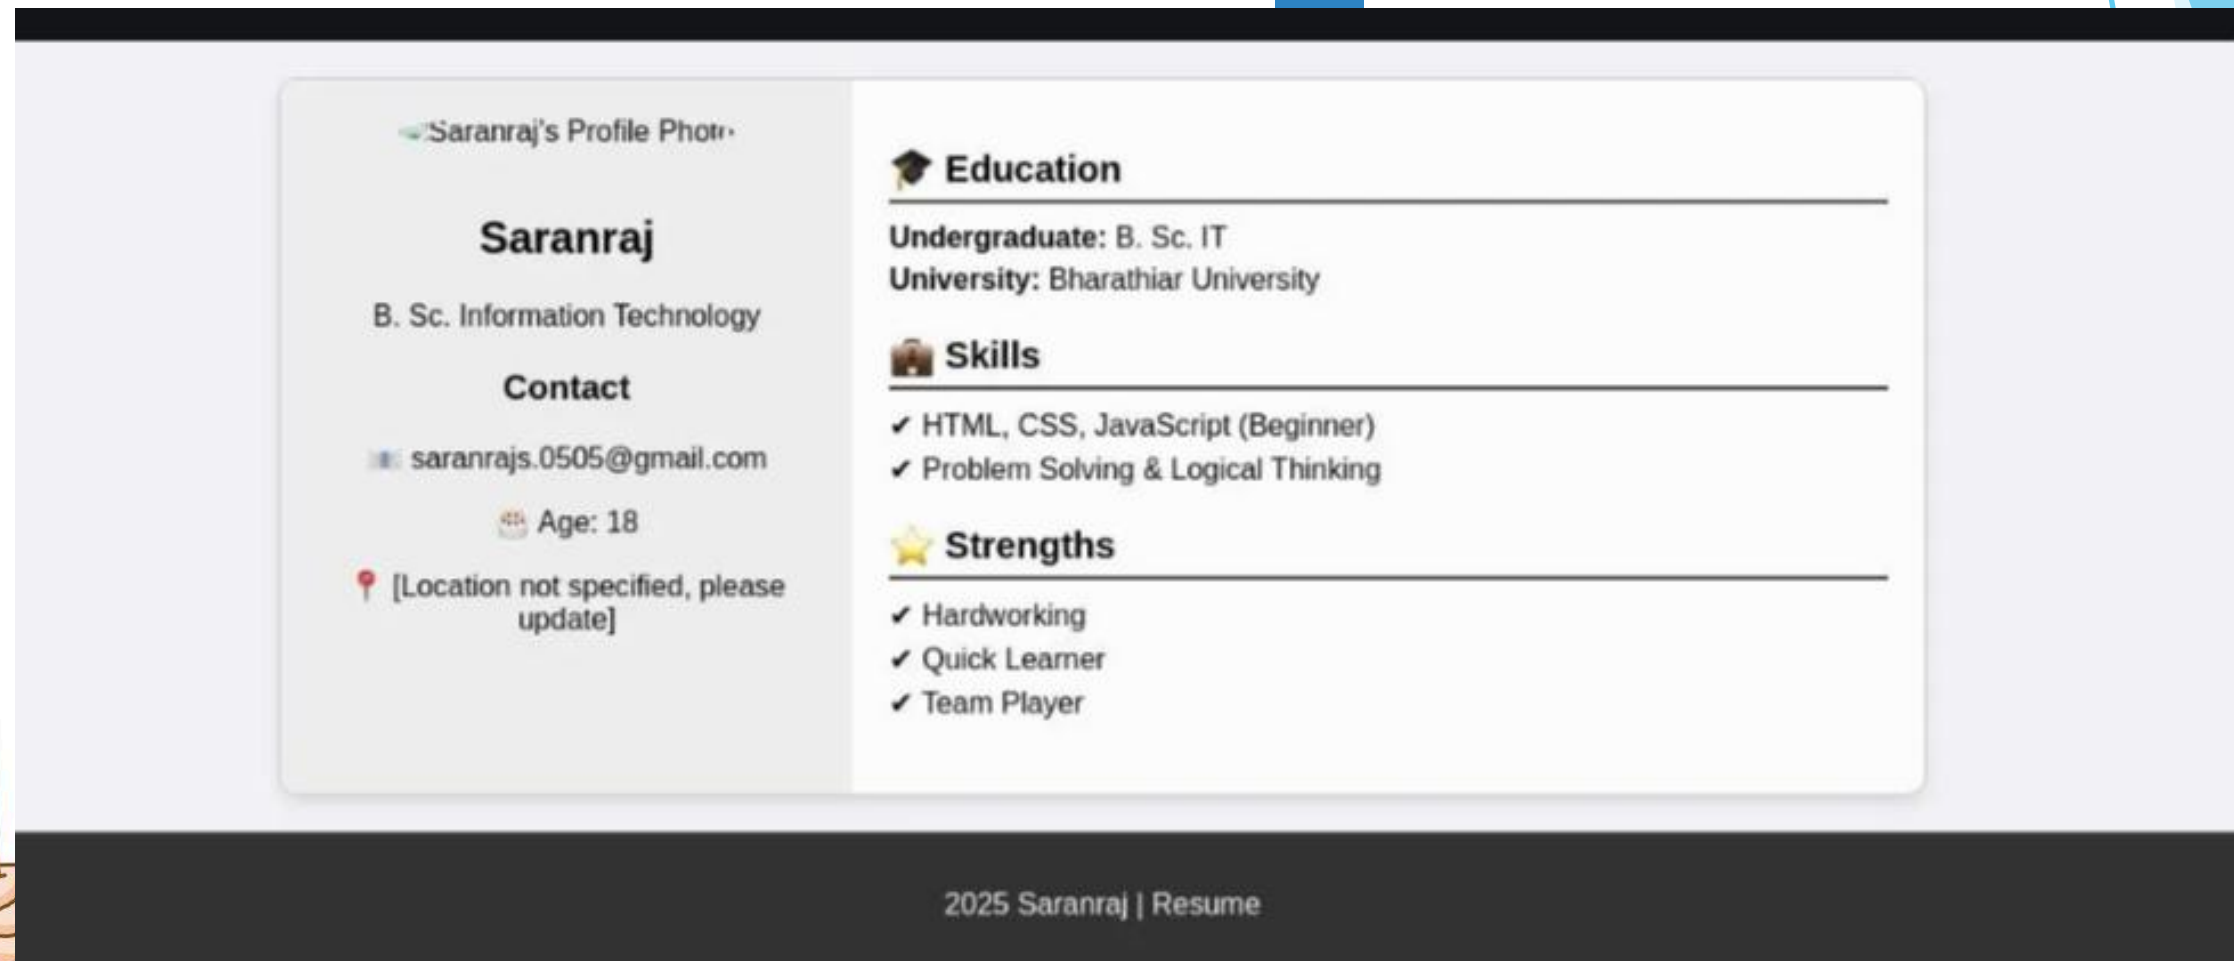 Saranraj's Profile Photo
Saranraj
B. Sc. Information Technology
Contact
saranrajs.0505@gmail.com
Age: 18
[Location not specified, please
update]
🎓 Education
Undergraduate: B. Sc. IT
University: Bharathiar University
💼 Skills
✔ HTML, CSS, JavaScript (Beginner)
✔ Problem Solving & Logical Thinking
⭐ Strengths
✔ Hardworking
✔ Quick Learner
✔ Team Player
2025 Saranraj | Resume